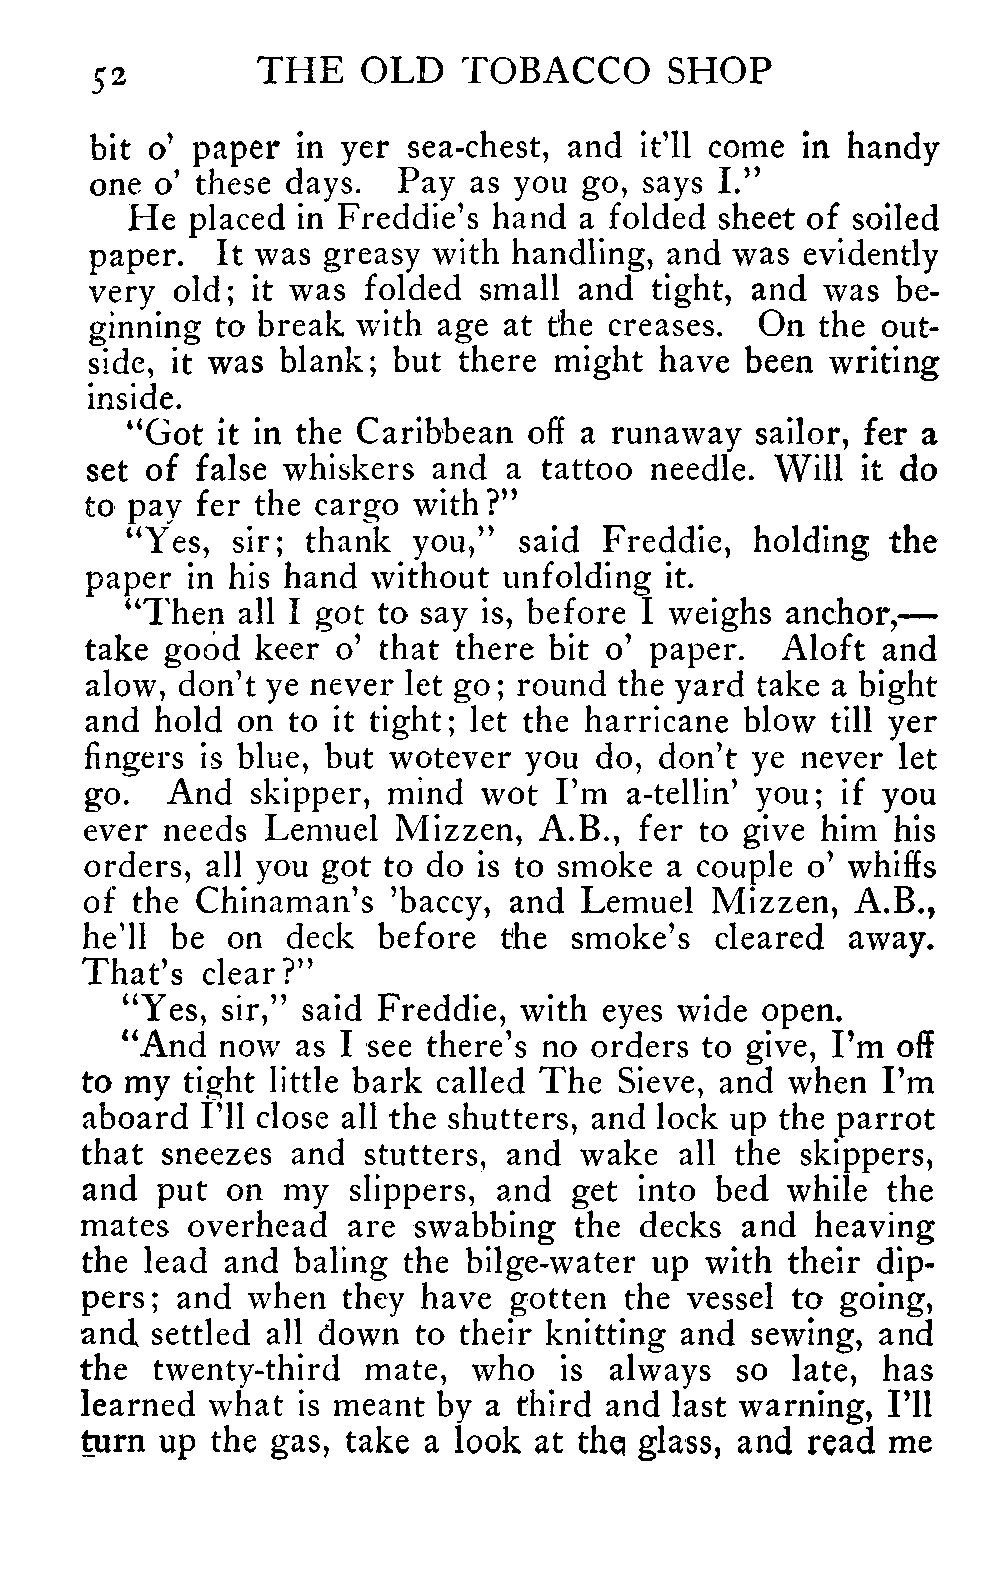 52 THE OLD TOBACCO SHOP
bit o' paper in yer sea-chest, and it'll come in handy
one o' these days. Pay as you go, says I."
He placed in Freddie's hand a folded sheet of soiled
paper. It was greasy with handling, and was evidently
very old; it was folded small and tight, and was be-
ginning to break with age at the creases. On the out-
side, it was blank; but there might have been writing
inside.
"Got it in the Caribbean off a runaway sailor, fer a
set of false whiskers and a tattoo needle. Will it do
to pay fer the cargo with?"
"Yes, sir; thank you," said Freddie, holding the
paper in his hand without unfolding it.
"Then all I got to say is, before I weighs anchor,—
take good keer o' that there bit o' paper. Aloft and
alow, don't ye never let go; round the yard take a bight
and hold on to it tight; let the harricane blow till yer
fingers is blue, but wotever you do, don't ye never let
go. And skipper, mind wot I'm a-tellin' you; if you
ever needs Lemuel Mizzen, A.B., fer to give him his
orders, all you got to do is to smoke a couple o' whiffs
of the Chinaman's 'baccy, and Lemuel Mizzen, A.B.,
he'll be on deck before the smoke's cleared away.
That's clear?"
"Yes, sir," said Freddie, with eyes wide open.
"And now as I see there's no orders to give, I'm off
to my tight little bark called The Sieve, and when I'm
aboard I'll close all the shutters, and lock up the parrot
that sneezes and stutters, and wake all the skippers,
and put on my slippers, and get into bed while the
mates overhead are swabbing the decks and heaving
the lead and baling the bilge-water up with their dip-
pers; and when they have gotten the vessel to going,
and settled all down to their knitting and sewing, and
the twenty-third mate, who is always so late, has
learned what is meant by a third and last warning, I'll
turn up the gas, take a look at the glass, and read me